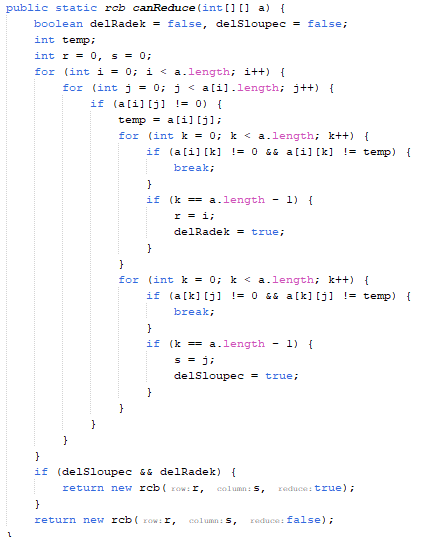 public static rcb canReduce(int[][] a) {
boolean delRadek = false, delSloupec = false;
int temp;
int r = 0, s = 0;
for (int i = 0; i < a.length; i++) {
for (int j = 0; j < a[i].length; j++) {
if (a[i][j] != 0) {
temp = a[i][j];
for (int k = 0; k < a.length; k++) {
if (a[i][k] != 0 && a[i][k] != temp) {
break;
}
if (k == a.length - 1) {
r = i;
delRadek = true;
}
}
for (int k = 0; k < a.length; k++) {
if (a[k][j] != 0 && a[k][j] != temp) {
break;
}
if (k == a.length - 1) {
s = j;
delSloupec = true;
}
}
}
}
}
if (delSloupec && delRadek) {
return new rcb( row: r, column: s, reduce: true);
}
return new rcb( row: r, column: s, reduce: false);
}